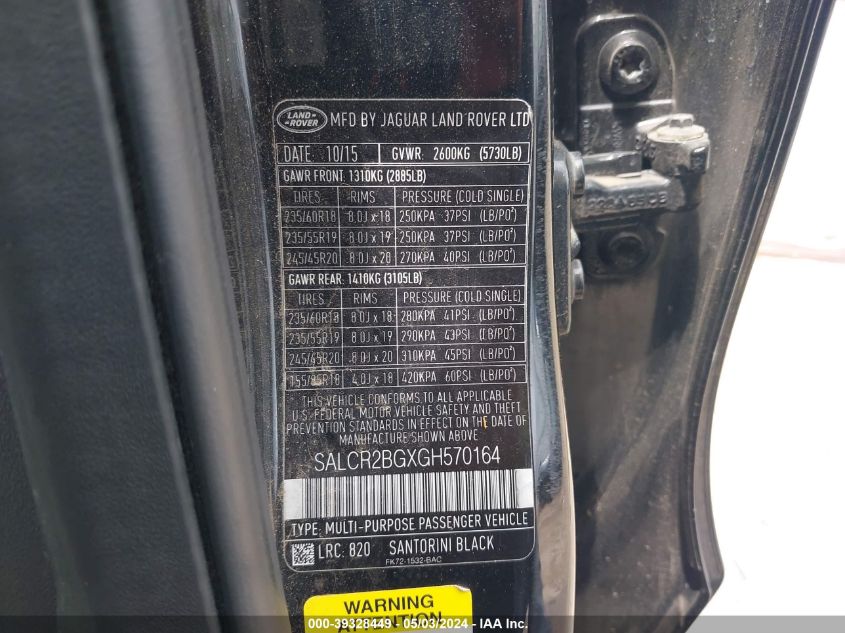 LAND ROVER MFD BY JAGUAR LAND ROVER LTD
DATE: 10/15 GVWR: 2600KG (5730LB)
GAWR FRONT: 1310KG (2885LB)
TIRES RIMS PRESSURE (COLD SINGLE)
235/60R18 8.0J x 18 250KPA 37PSI (LB/PO²)
235/55R19 8.0J x 19 250KPA 37PSI (LB/PO²)
245/45R20 8.0J x 20 270KPA 40PSI (LB/PO²)
GAWR REAR: 1410KG (3105LB)
TIRES RIMS PRESSURE (COLD SINGLE)
235/60R18 8.0J x 18 280KPA 41PSI (LB/PO²)
235/55R19 8.0J x 19 290KPA 43PSI (LB/PO²)
245/45R20 8.0J x 20 310KPA 45PSI (LB/PO²)
155/85R18 4.0J x 18 420KPA 60PSI (LB/PO²)
THIS VEHICLE CONFORMS TO ALL APPLICABLE
U.S. FEDERAL MOTOR VEHICLE SAFETY AND THEFT
PREVENTION STANDARDS IN EFFECT ON THE DATE OF
MANUFACTURE SHOWN ABOVE
SALCR2BGXGH570164
TYPE: MULTI-PURPOSE PASSENGER VEHICLE
LRC: 820 SANTORINI BLACK
FK72-1532-BAC
WARNING
ATTENTION
000-39328449 - 05/03/2024 - IAA Inc.